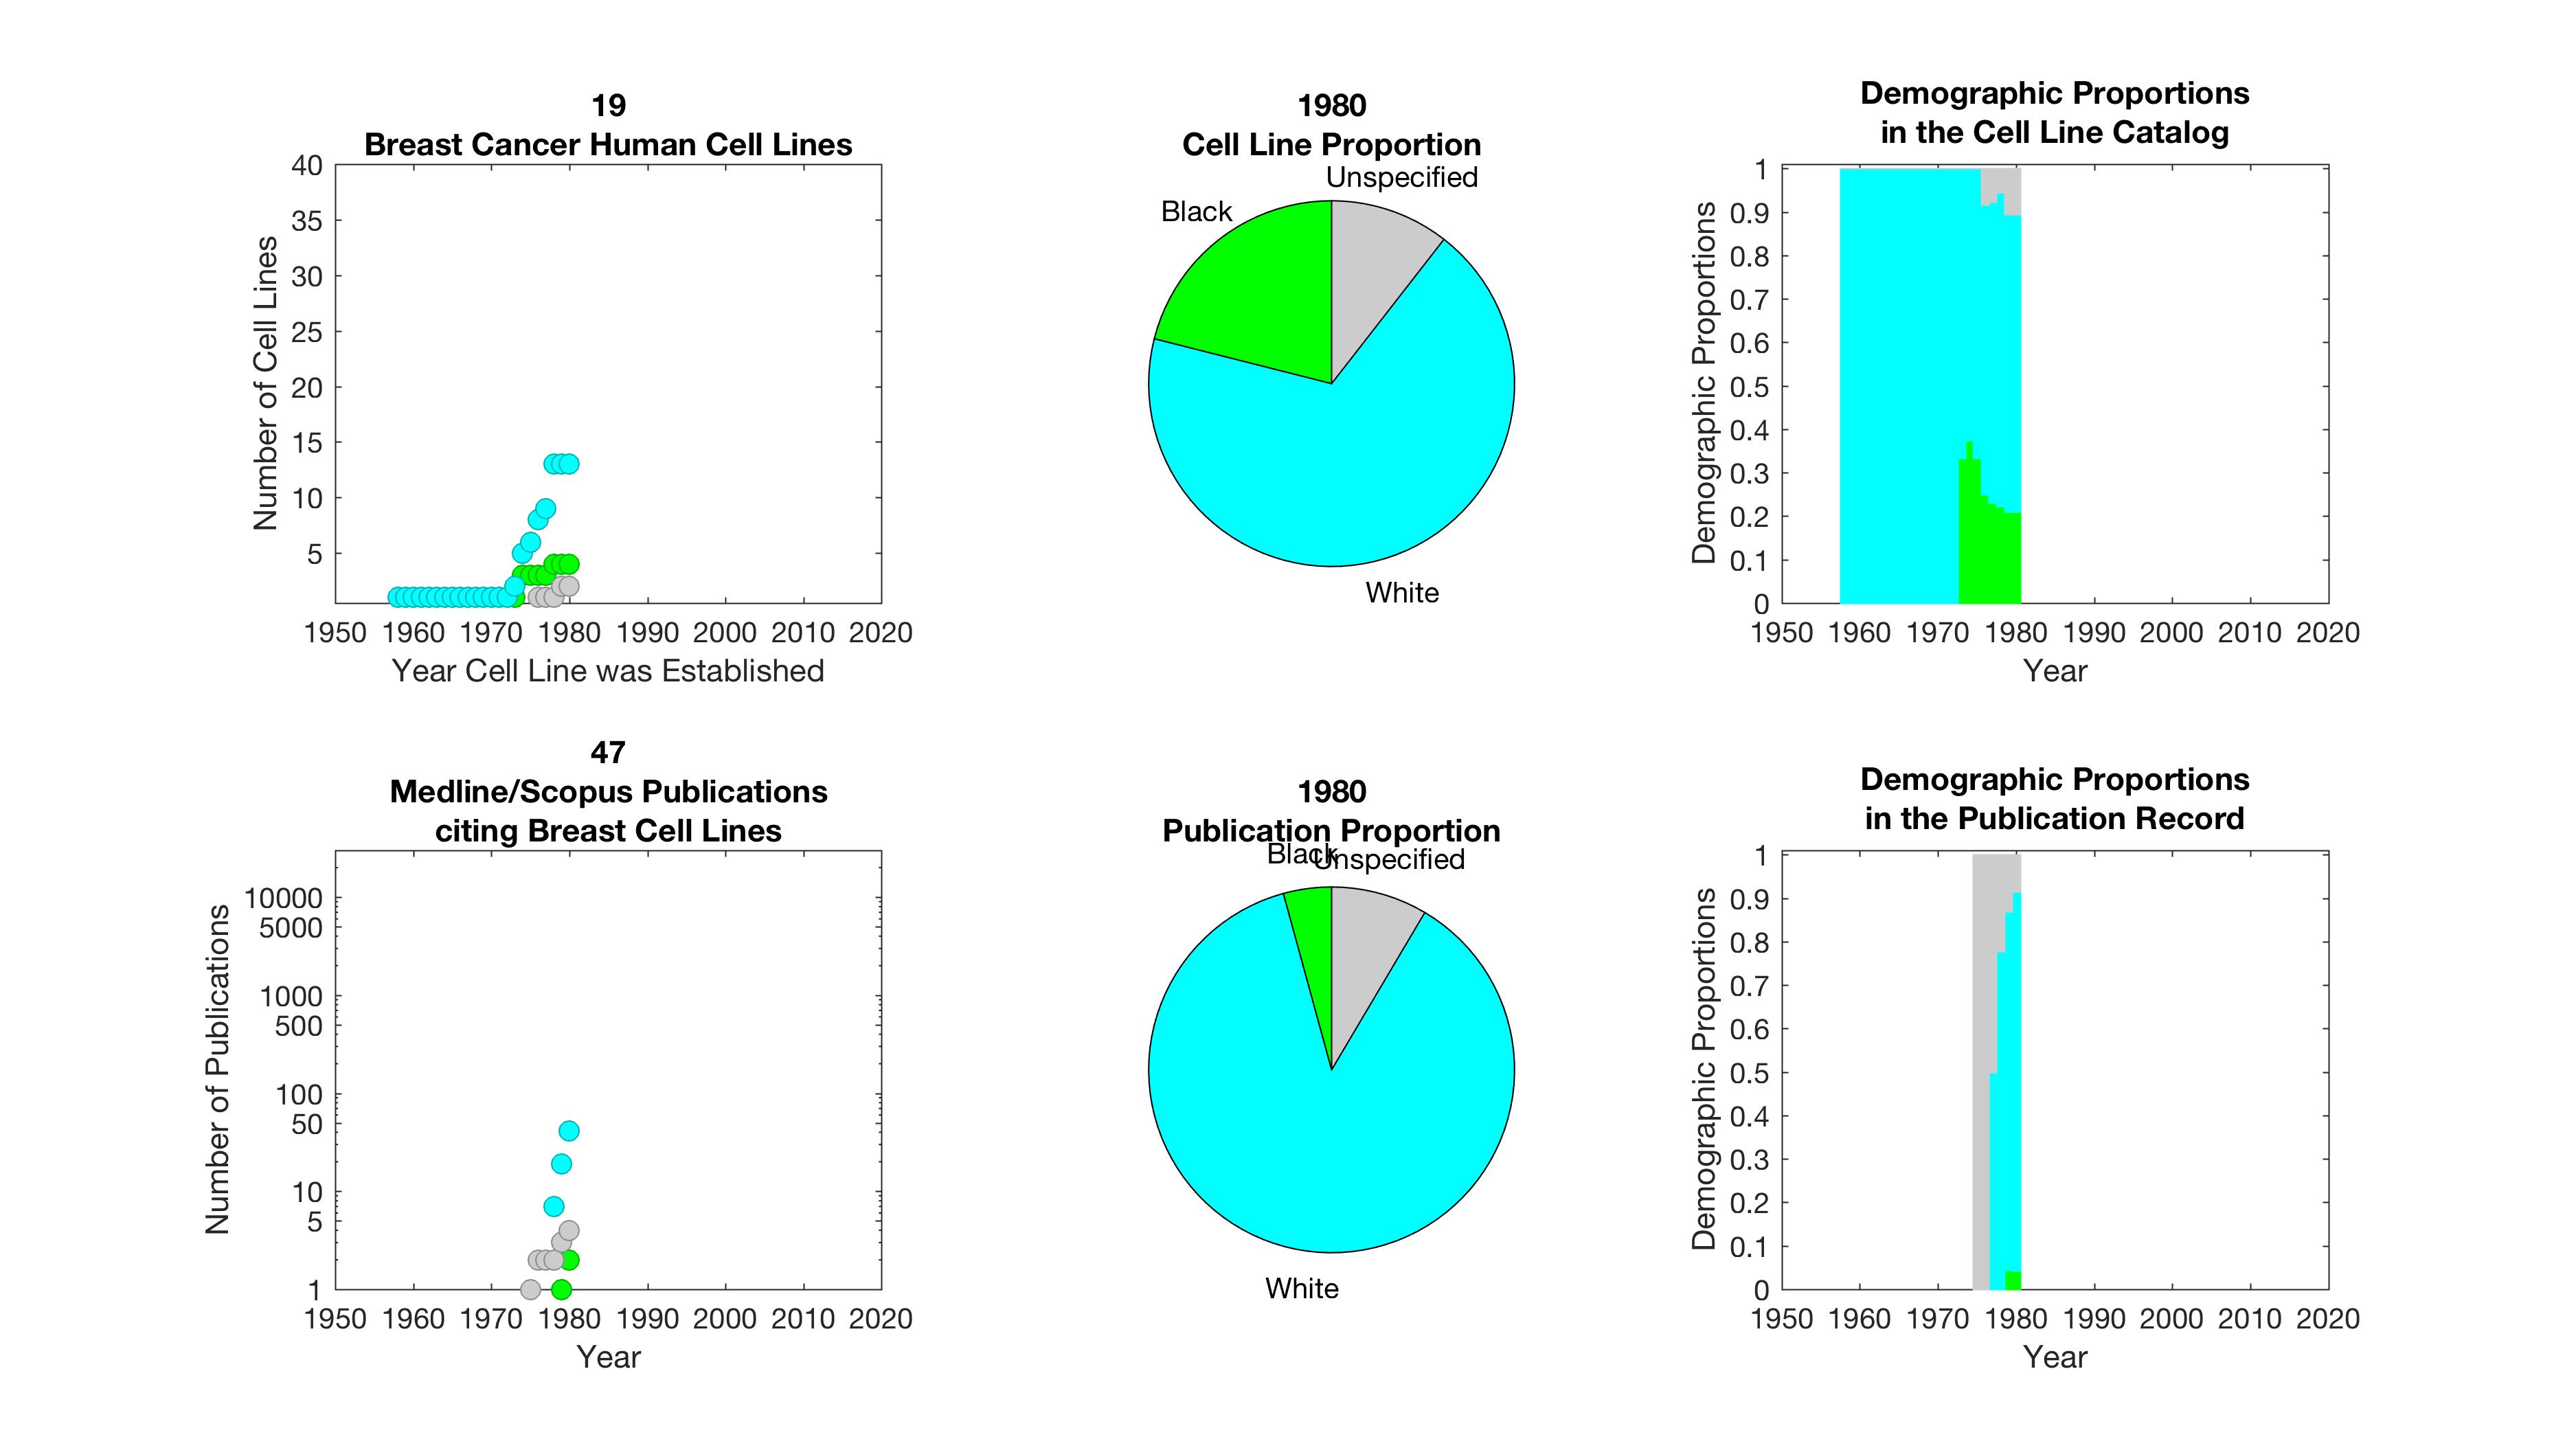 19
Breast Cancer Human Cell Lines
40
35
30
25
20
15
10
5
Number of Cell Lines
1950 1960 1970 1980 1990 2000 2010 2020
Year Cell Line was Established
1980
Cell Line Proportion
Unspecified
Black
White
Demographic Proportions
in the Cell Line Catalog
1
0.9
0.8
0.7
0.6
0.5
0.4
0.3
0.2
0.1
0
Demographic Proportions
1950 1960 1970 1980 1990 2000 2010 2020
Year
47
Medline/Scopus Publications
citing Breast Cell Lines
10000
5000
1000
500
100
50
10
5
1
Number of Publications
1950 1960 1970 1980 1990 2000 2010 2020
Year
1980
Publication Proportion
Black
Unspecified
White
Demographic Proportions
in the Publication Record
1
0.9
0.8
0.7
0.6
0.5
0.4
0.3
0.2
0.1
0
Demographic Proportions
1950 1960 1970 1980 1990 2000 2010 2020
Year